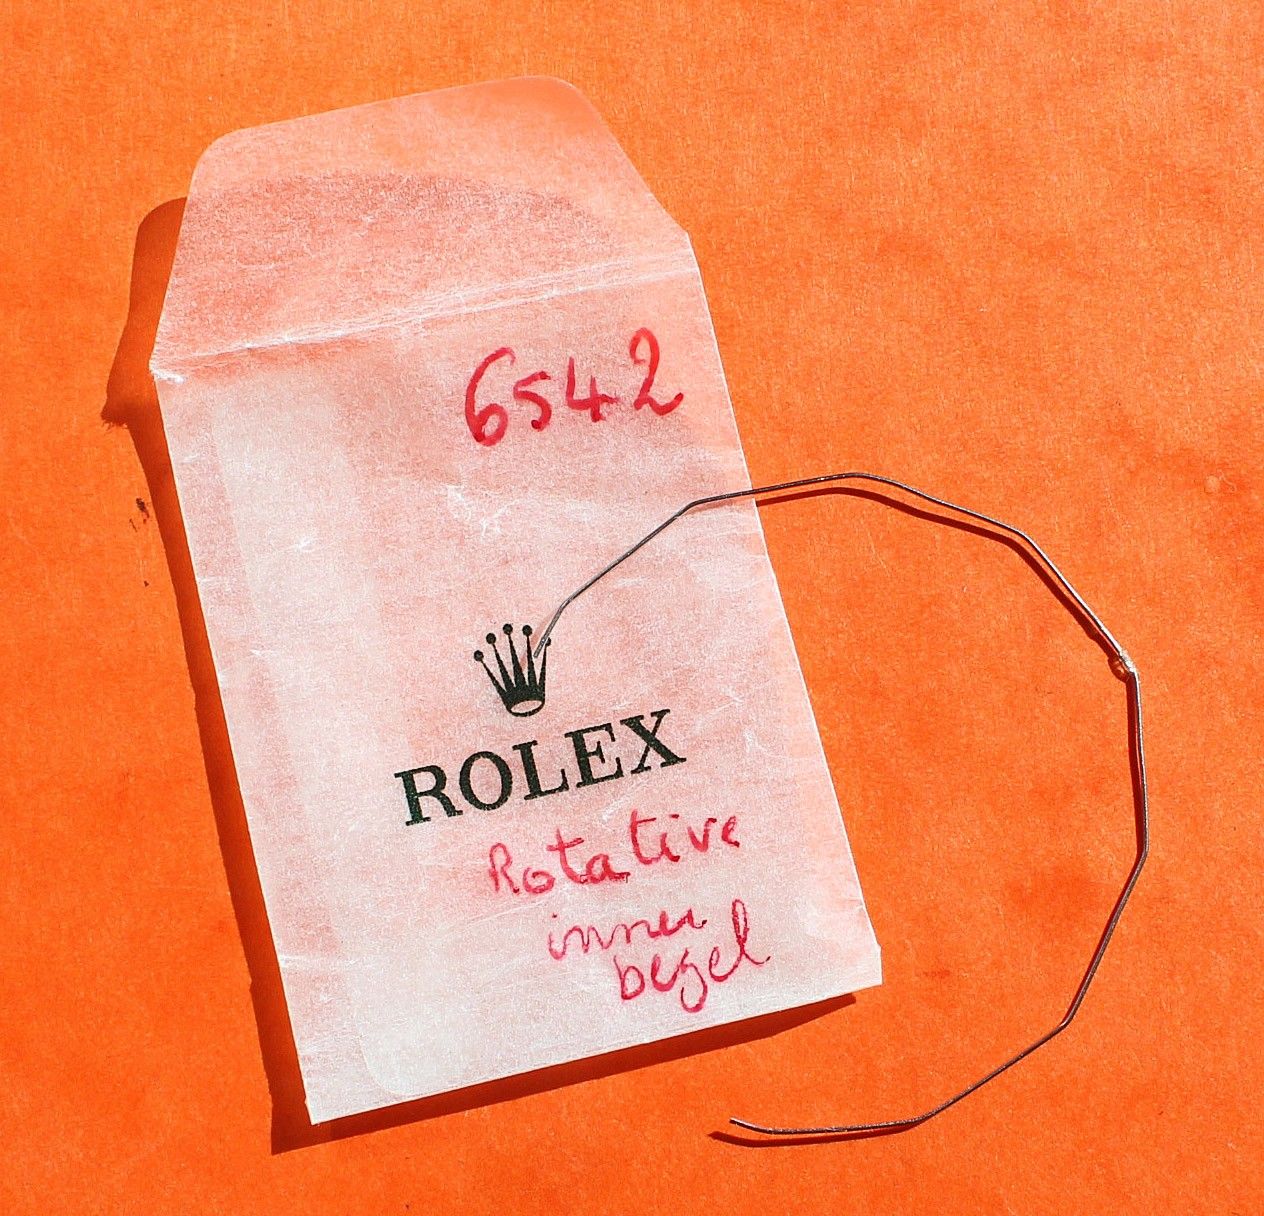 6542
ROLEX
Rotative
inner
bezel